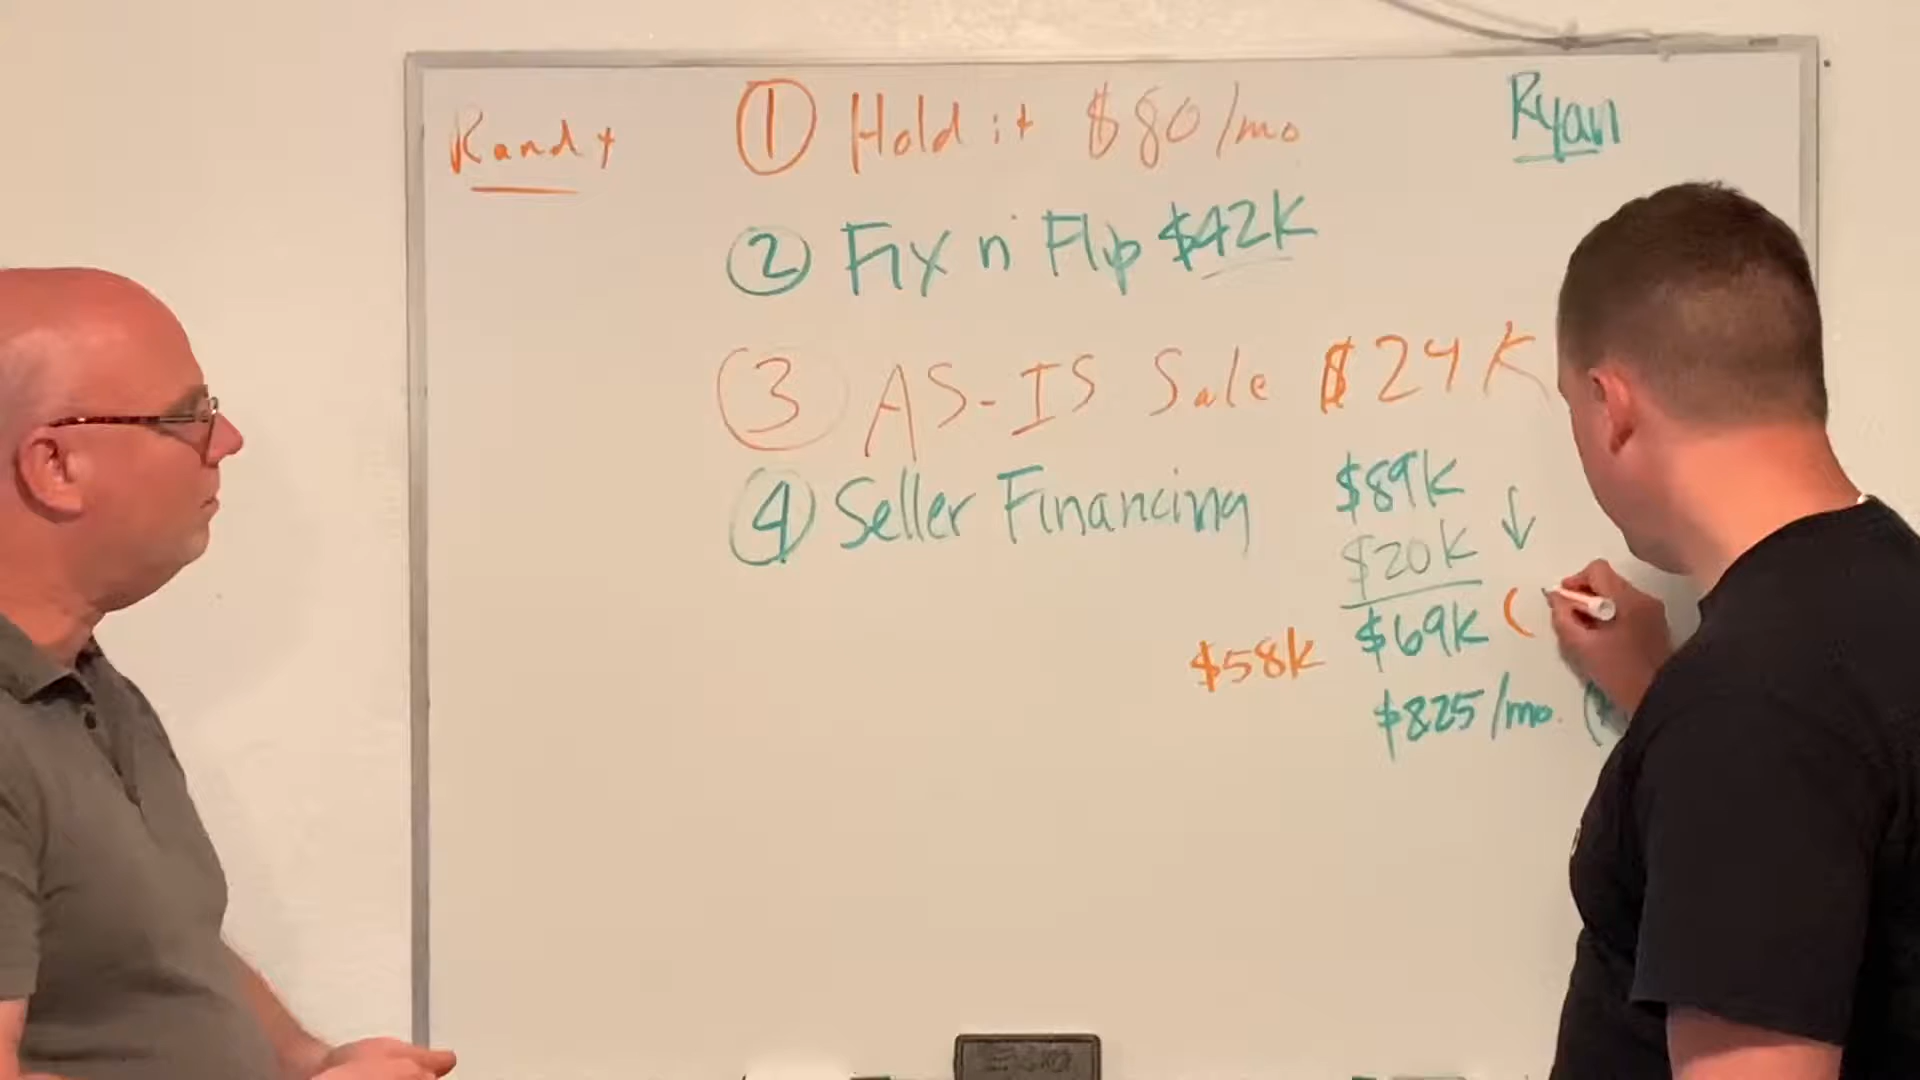 Randy
① Hold it $80/mo
Ryan
② Fix n' Flip $42K
③ AS-IS Sale $24K
④ Seller Financing $89K
$20K
$58K $69K (
$825/mo. (